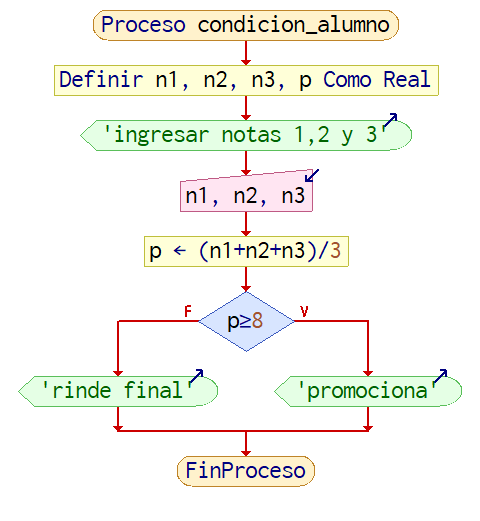 Proceso condicion_alumno
Definir n1, n2, n3, p Como Real
'ingresar notas 1,2 y 3'
n1, n2, n3
p ← (n1+n2+n3)/3
F
V
p≥8
'rinde final'
'promociona'
FinProceso